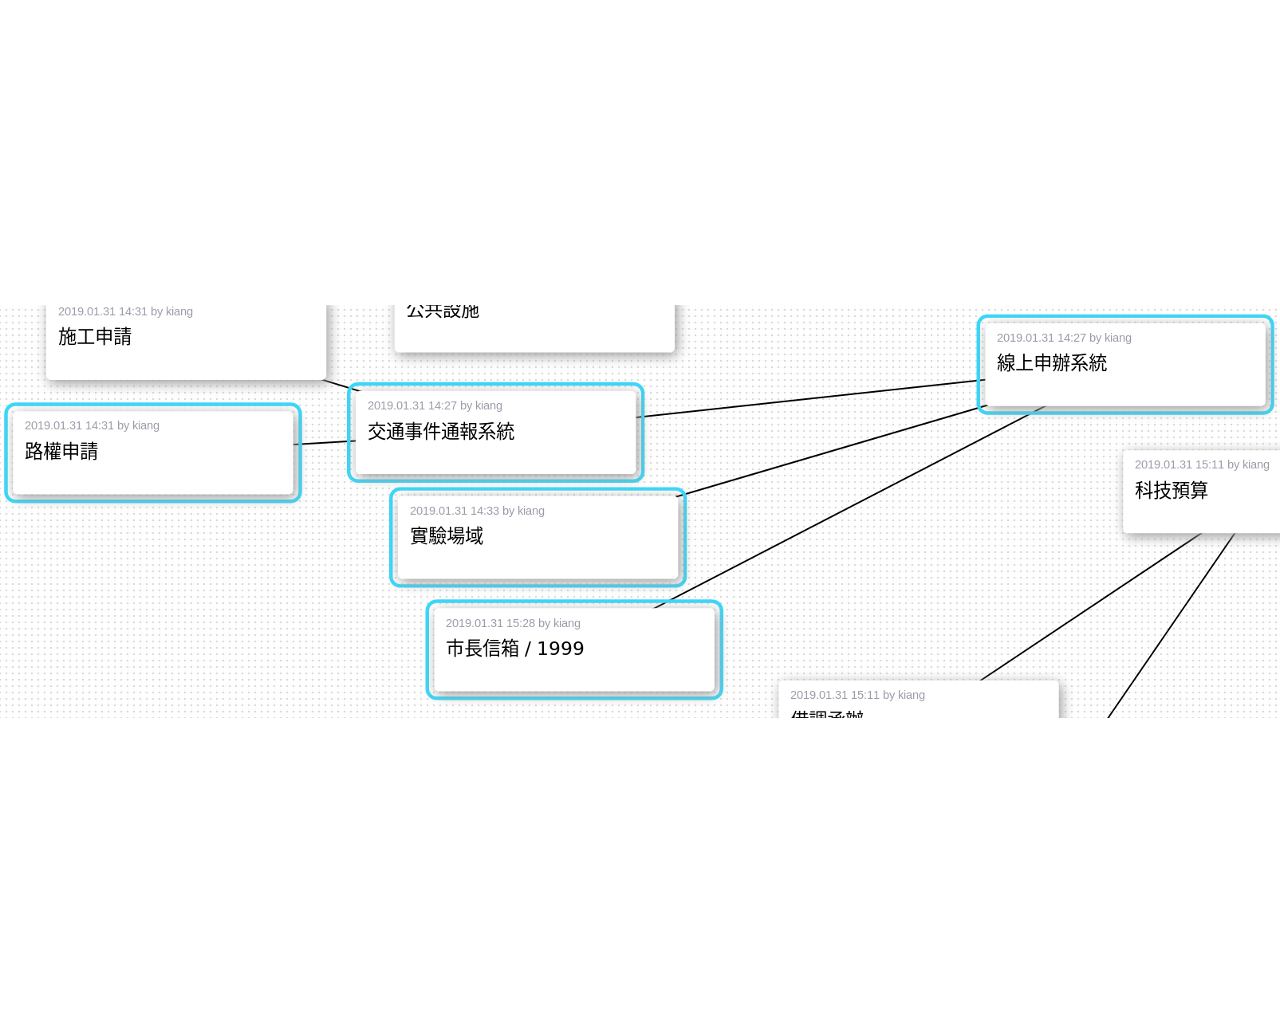 2019.01.31 14:31 by kiang
施工申請
公共設施
2019.01.31 14:27 by kiang
線上申辦系統
2019.01.31 14:27 by kiang
交通事件通報系統
2019.01.31 14:31 by kiang
路權申請
2019.01.31 15:11 by kiang
科技預算
2019.01.31 14:33 by kiang
實驗場域
2019.01.31 15:28 by kiang
市長信箱 / 1999
2019.01.31 15:11 by kiang
借調承辦